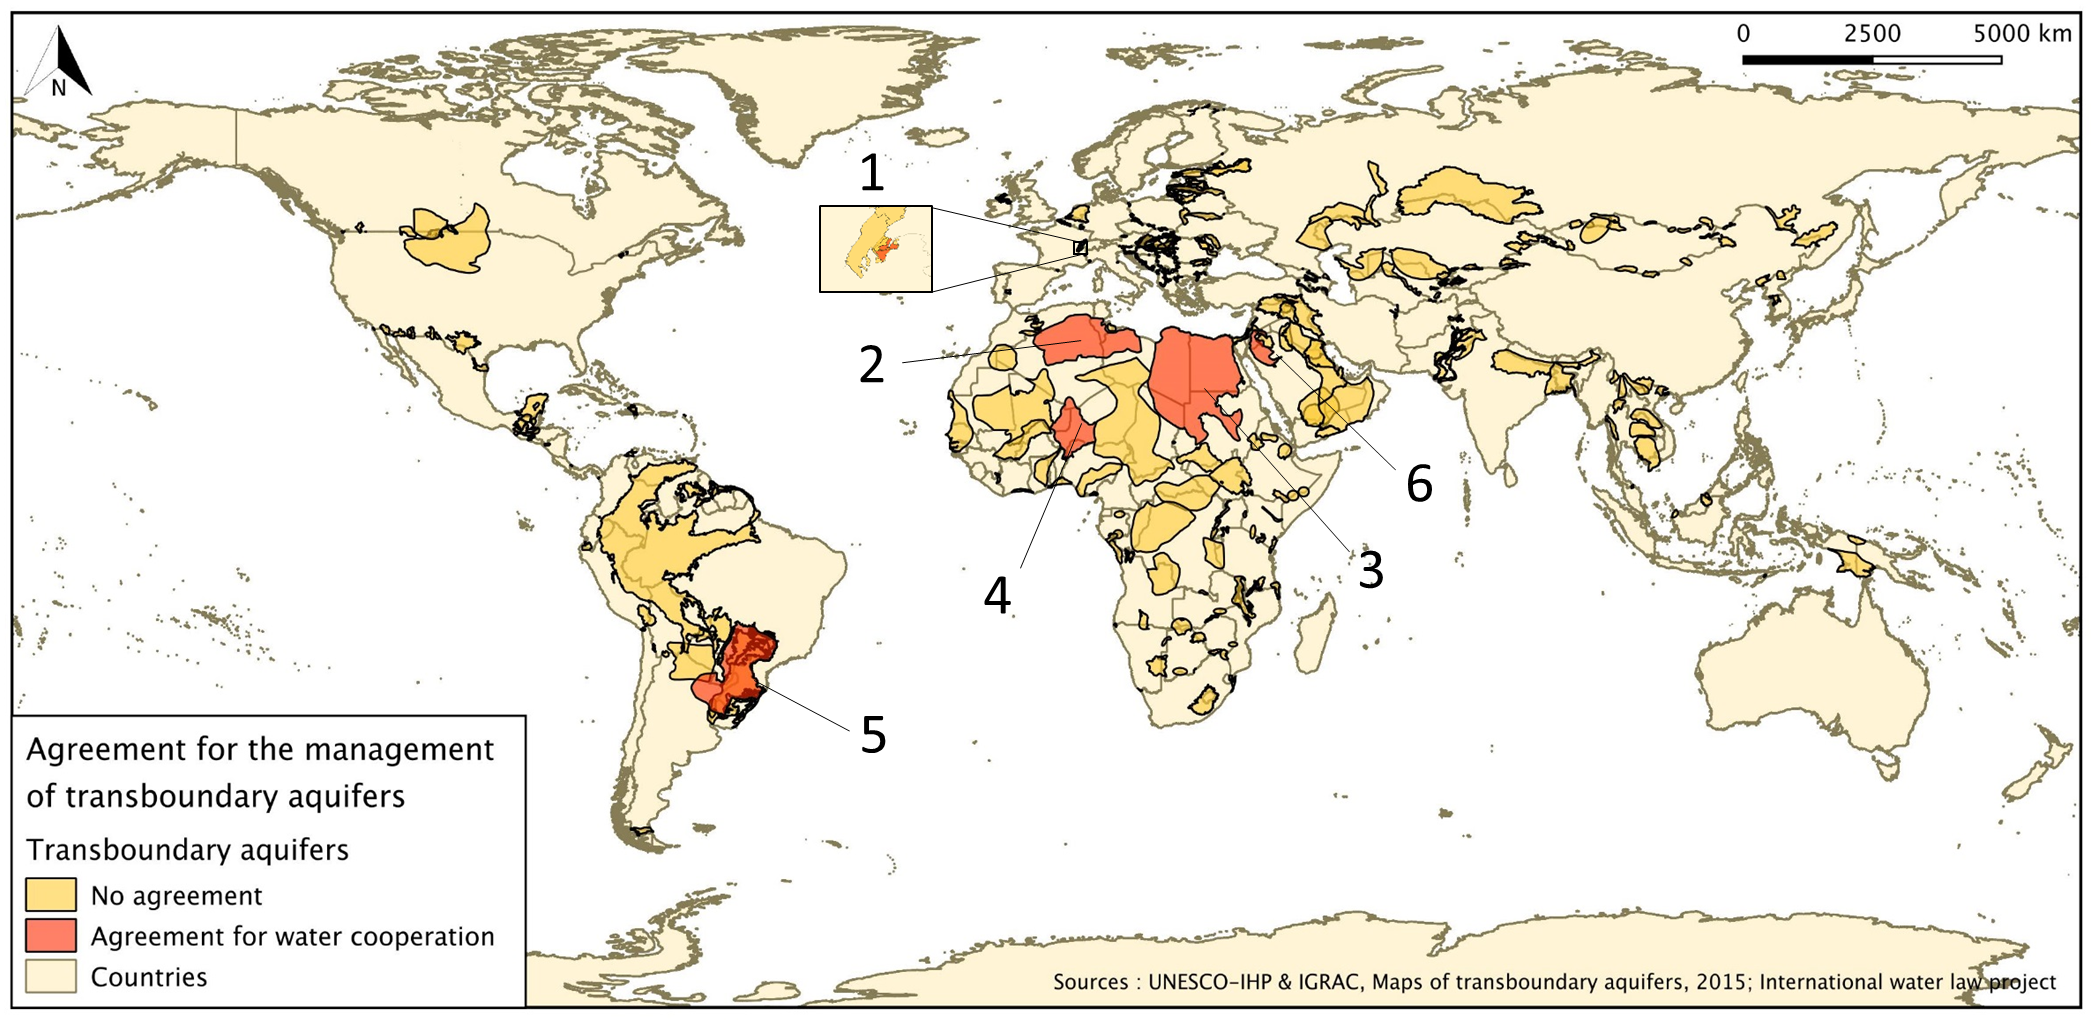 0 2500 5000 km
N
1
2
6
3
4
5
Agreement for the management
of transboundary aquifers
Transboundary aquifers
No agreement
Agreement for water cooperation
Countries
Sources : UNESCO-IHP & IGRAC, Maps of transboundary aquifers, 2015; International water law project